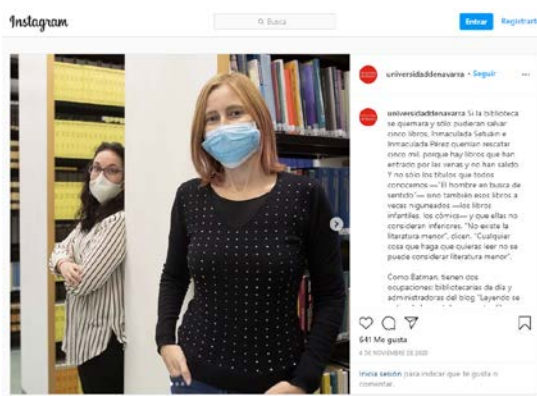 Instagram
Busca
Entrar
Regístrart
universidaddenavarra • Seguir
universidaddenavarra Si la biblioteca
se quemara y sólo pudieran salvar
cinco libros, Inmaculada Setuáin e
Inmaculada Pérez querrían rescatar
cinco mil, porque hay libros que han
entrado por las venas y no han salido.
Y no sólo los títulos que todos
conocemos —"El hombre en busca de
sentido"— sino también esos libros a
veces ninguneados —los libros
infantiles, los cómics— y que ellas no
consideran inferiores. "No existe la
literatura menor", dicen. "Cualquier
cosa que haga que quieras leer no se
puede considerar literatura menor".
Como Batman, tienen dos
ocupaciones: bibliotecarias de día y
administradoras del blog "Leyendo se
641 Me gusta
4 DE NOVIEMBRE DE 2020
Inicia sesión para indicar que te gusta o
comentar.